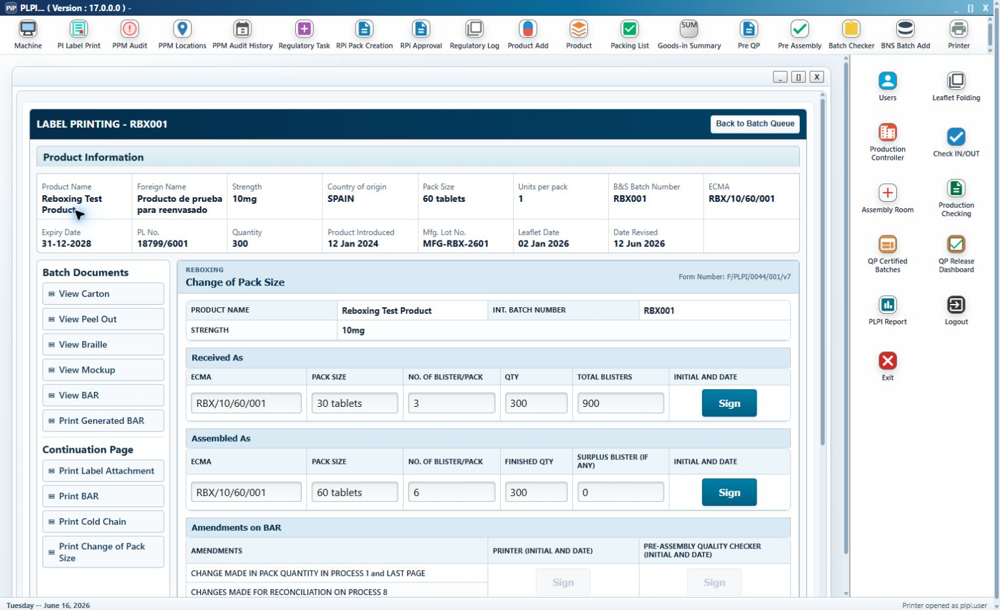 PiP PLPI... ( Version : 17.0.0.0 ) -
_ [] X
Machine
PI Label Print
PPM Audit
PPM Locations
PPM Audit History
Regulatory Task
RPi Pack Creation
RPi Approval
Regulatory Log
Product Add
Product
Packing List
SUM
Goods-in Summary
Pre QP
Pre Assembly
Batch Checker
BNS Batch Add
Printer
_ [] X
LABEL PRINTING - RBX001
Back to Batch Queue
Product Information
Product Name
Reboxing Test
Product
Foreign Name
Producto de prueba
para reenvasado
Strength
10mg
Country of origin
SPAIN
Pack Size
60 tablets
Units per pack
1
B&S Batch Number
RBX001
ECMA
RBX/10/60/001
Expiry Date
31-12-2028
PL No.
18799/6001
Quantity
300
Product Introduced
12 Jan 2024
Mfg. Lot No.
MFG-RBX-2601
Leaflet Date
02 Jan 2026
Date Revised
12 Jun 2026
Batch Documents
View Carton
View Peel Out
View Braille
View Mockup
View BAR
Print Generated BAR
Continuation Page
Print Label Attachment
Print BAR
Print Cold Chain
Print Change of Pack
Size
REBOXING
Change of Pack Size
Form Number: F/PLPI/0044/001/v7
PRODUCT NAME Reboxing Test Product INT. BATCH NUMBER RBX001
STRENGTH 10mg
Received As
ECMA PACK SIZE NO. OF BLISTER/PACK QTY TOTAL BLISTERS INITIAL AND DATE
RBX/10/60/001 30 tablets 3 300 900 Sign
Assembled As
ECMA PACK SIZE NO. OF BLISTER/PACK FINISHED QTY SURPLUS BLISTER (IF
ANY) INITIAL AND DATE
RBX/10/60/001 60 tablets 6 300 0 Sign
Amendments on BAR
AMENDMENTS PRINTER (INITIAL AND DATE) PRE-ASSEMBLY QUALITY CHECKER
(INITIAL AND DATE)
CHANGE MADE IN PACK QUANTITY IN PROCESS 1 and LAST PAGE
Sign Sign
CHANGES MADE FOR RECONCILIATION ON PROCESS 8
Users
Leaflet Folding
Production
Controller
Check IN/OUT
Assembly Room
Production
Checking
QP Certified
Batches
QP Release
Dashboard
PLPI Report
Logout
Exit
Tuesday -- June 16, 2026
Printer opened as plpi.user